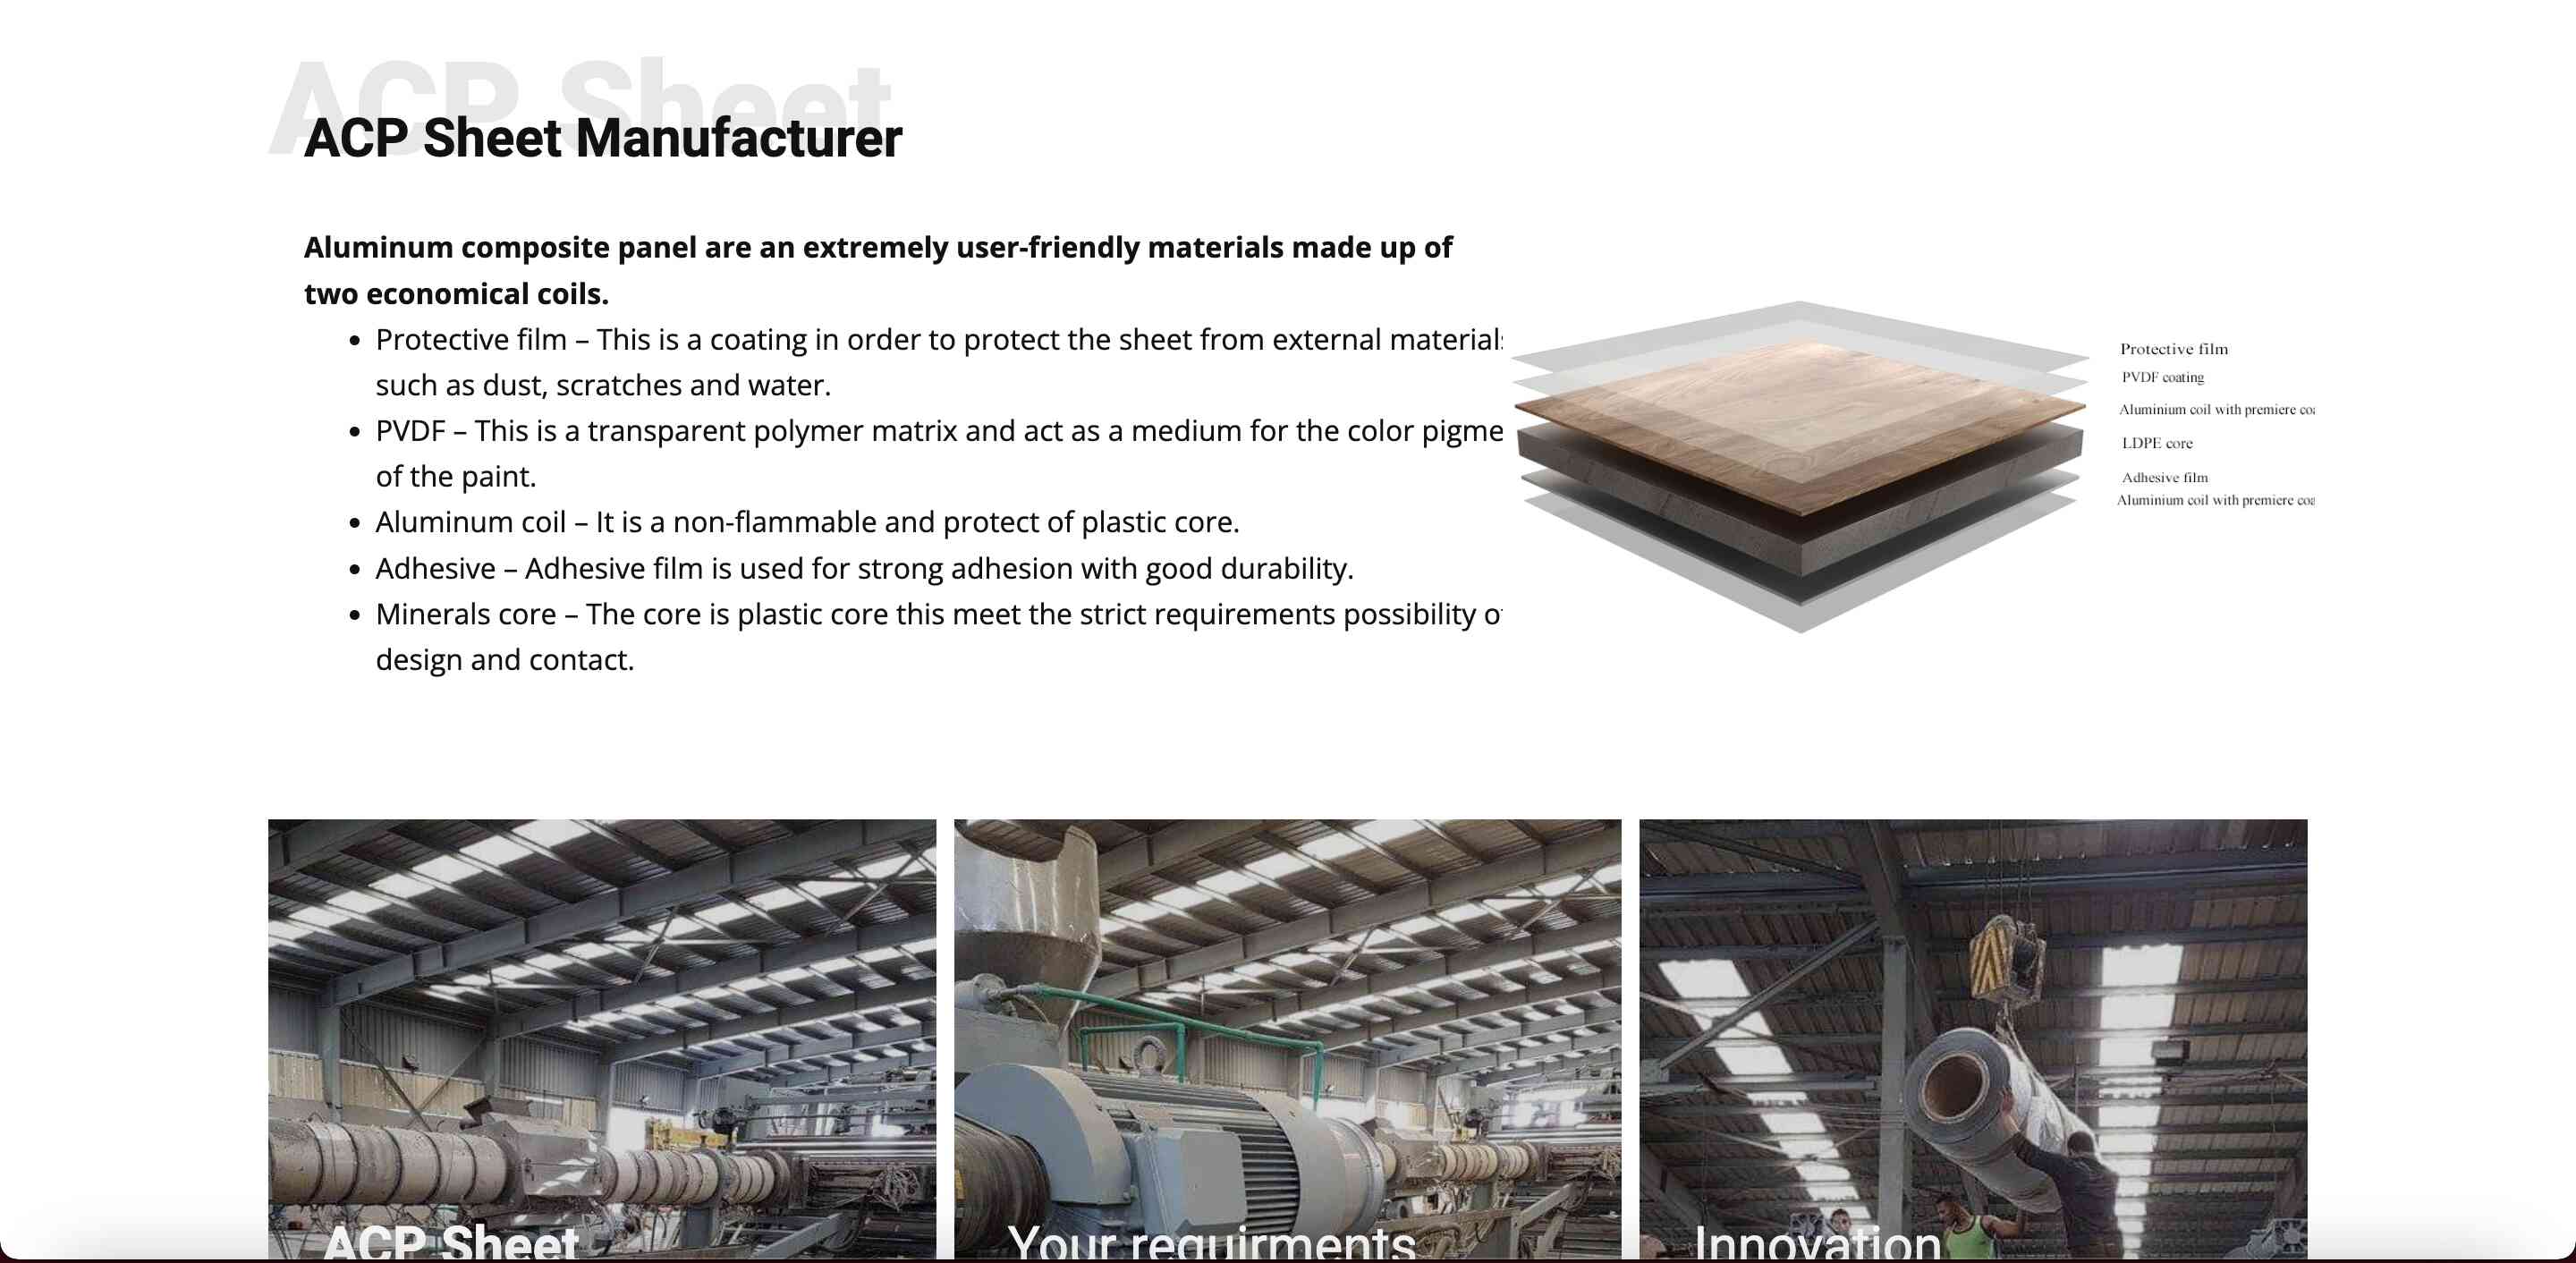 ACP Sheet
ACP Sheet Manufacturer
Aluminum composite panel are an extremely user-friendly materials made up of
two economical coils.
Protective film – This is a coating in order to protect the sheet from external materials
such as dust, scratches and water.
PVDF – This is a transparent polymer matrix and act as a medium for the color pigme
of the paint.
Aluminum coil – It is a non-flammable and protect of plastic core.
Adhesive – Adhesive film is used for strong adhesion with good durability.
Minerals core – The core is plastic core this meet the strict requirements possibility of
design and contact.
Protective film
PVDF coating
Aluminium coil with premiere coa
LDPE core
Adhesive film
Aluminium coil with premiere coa
ACP Sheet
Your requirments
Innovation